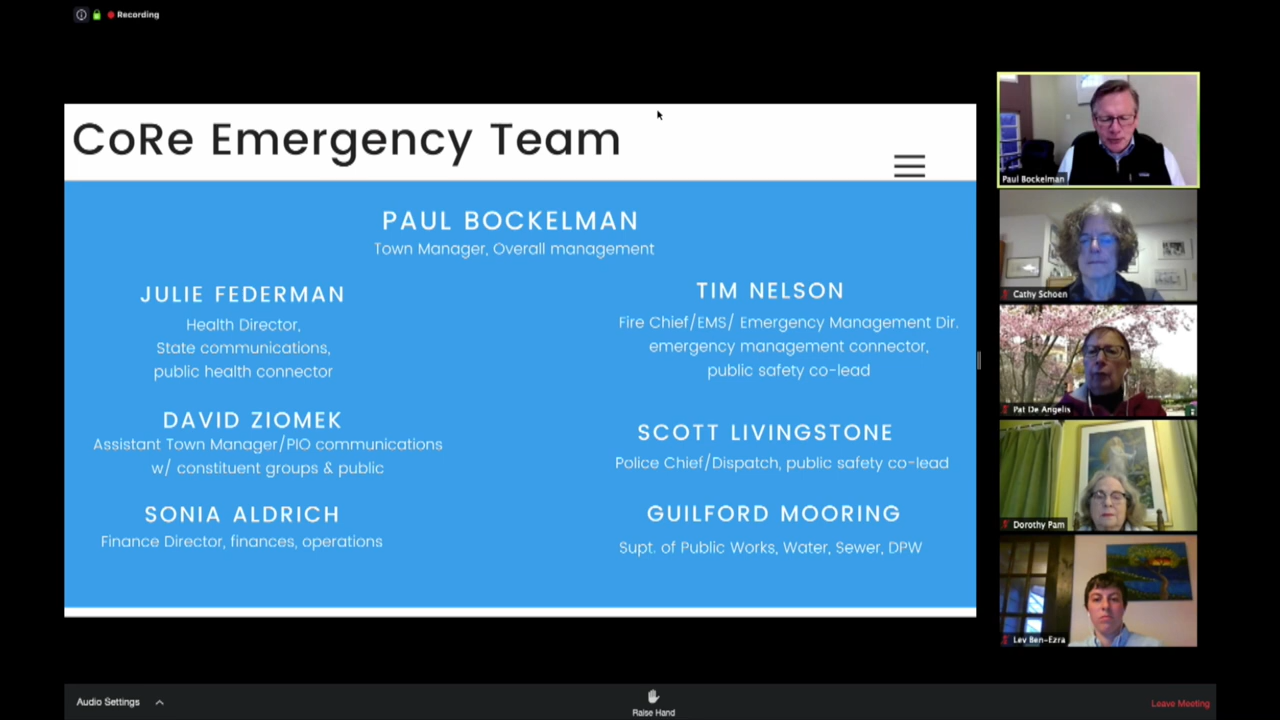 Recording
CoRe Emergency Team
PAUL BOCKELMAN
Town Manager, Overall management
JULIE FEDERMAN
Health Director,
State communications,
public health connector
DAVID ZIOMEK
Assistant Town Manager/PIO communications
w/ constituent groups & public
SONIA ALDRICH
Finance Director, finances, operations
TIM NELSON
Fire Chief/EMS/ Emergency Management Dir.
emergency management connector,
public safety co-lead
SCOTT LIVINGSTONE
Police Chief/Dispatch, public safety co-lead
GUILFORD MOORING
Supt. of Public Works, Water, Sewer, DPW
Paul Bockelman
Cathy Schoen
Pat De Angelis
Dorothy Pam
Lev Ben-Ezra
Audio Settings
Raise Hand
Leave Meeting